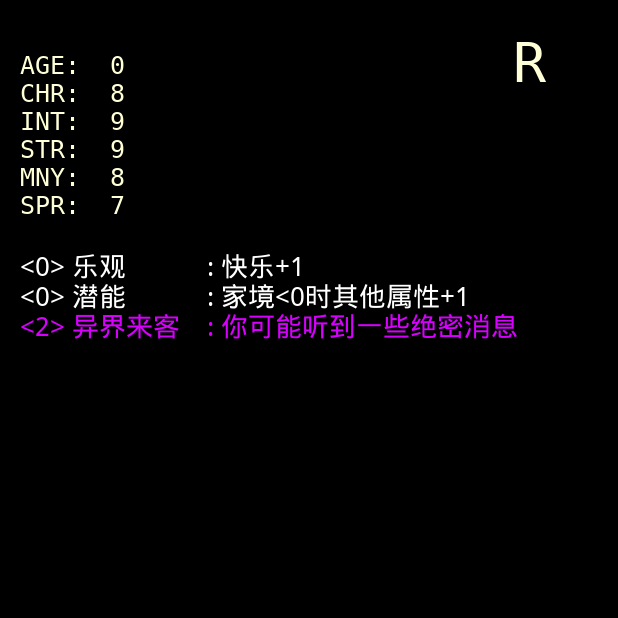 R
AGE: 0
CHR: 8
INT: 9
STR: 9
MNY: 8
SPR: 7
<0> 乐观 : 快乐+1
<0> 潜能 : 家境<0时其他属性+1
<2> 异界来客 : 你可能听到一些绝密消息